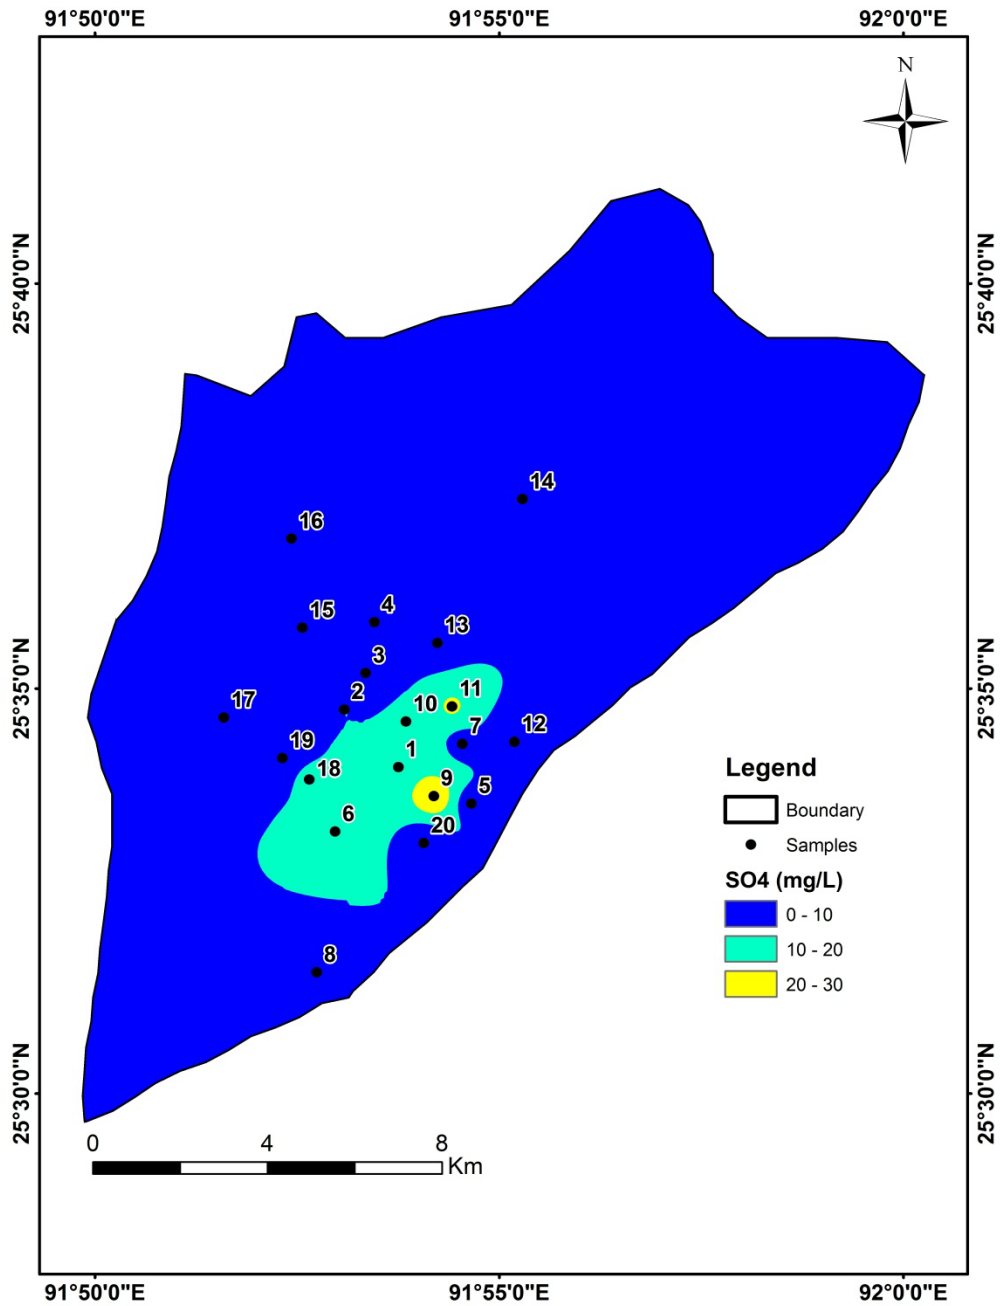 91°50'0"E 91°55'0"E 92°0'0"E
N
25°40'0"N 25°40'0"N
14
16
15 4 13
3
25°35'0"N 25°35'0"N
17 2 10 11
7 12
19 1
18 9 5
6 20
8
Legend
Boundary
Samples
SO4 (mg/L)
0 - 10
10 - 20
20 - 30
25°30'0"N 25°30'0"N
0 4 8
Km
91°50'0"E 91°55'0"E 92°0'0"E